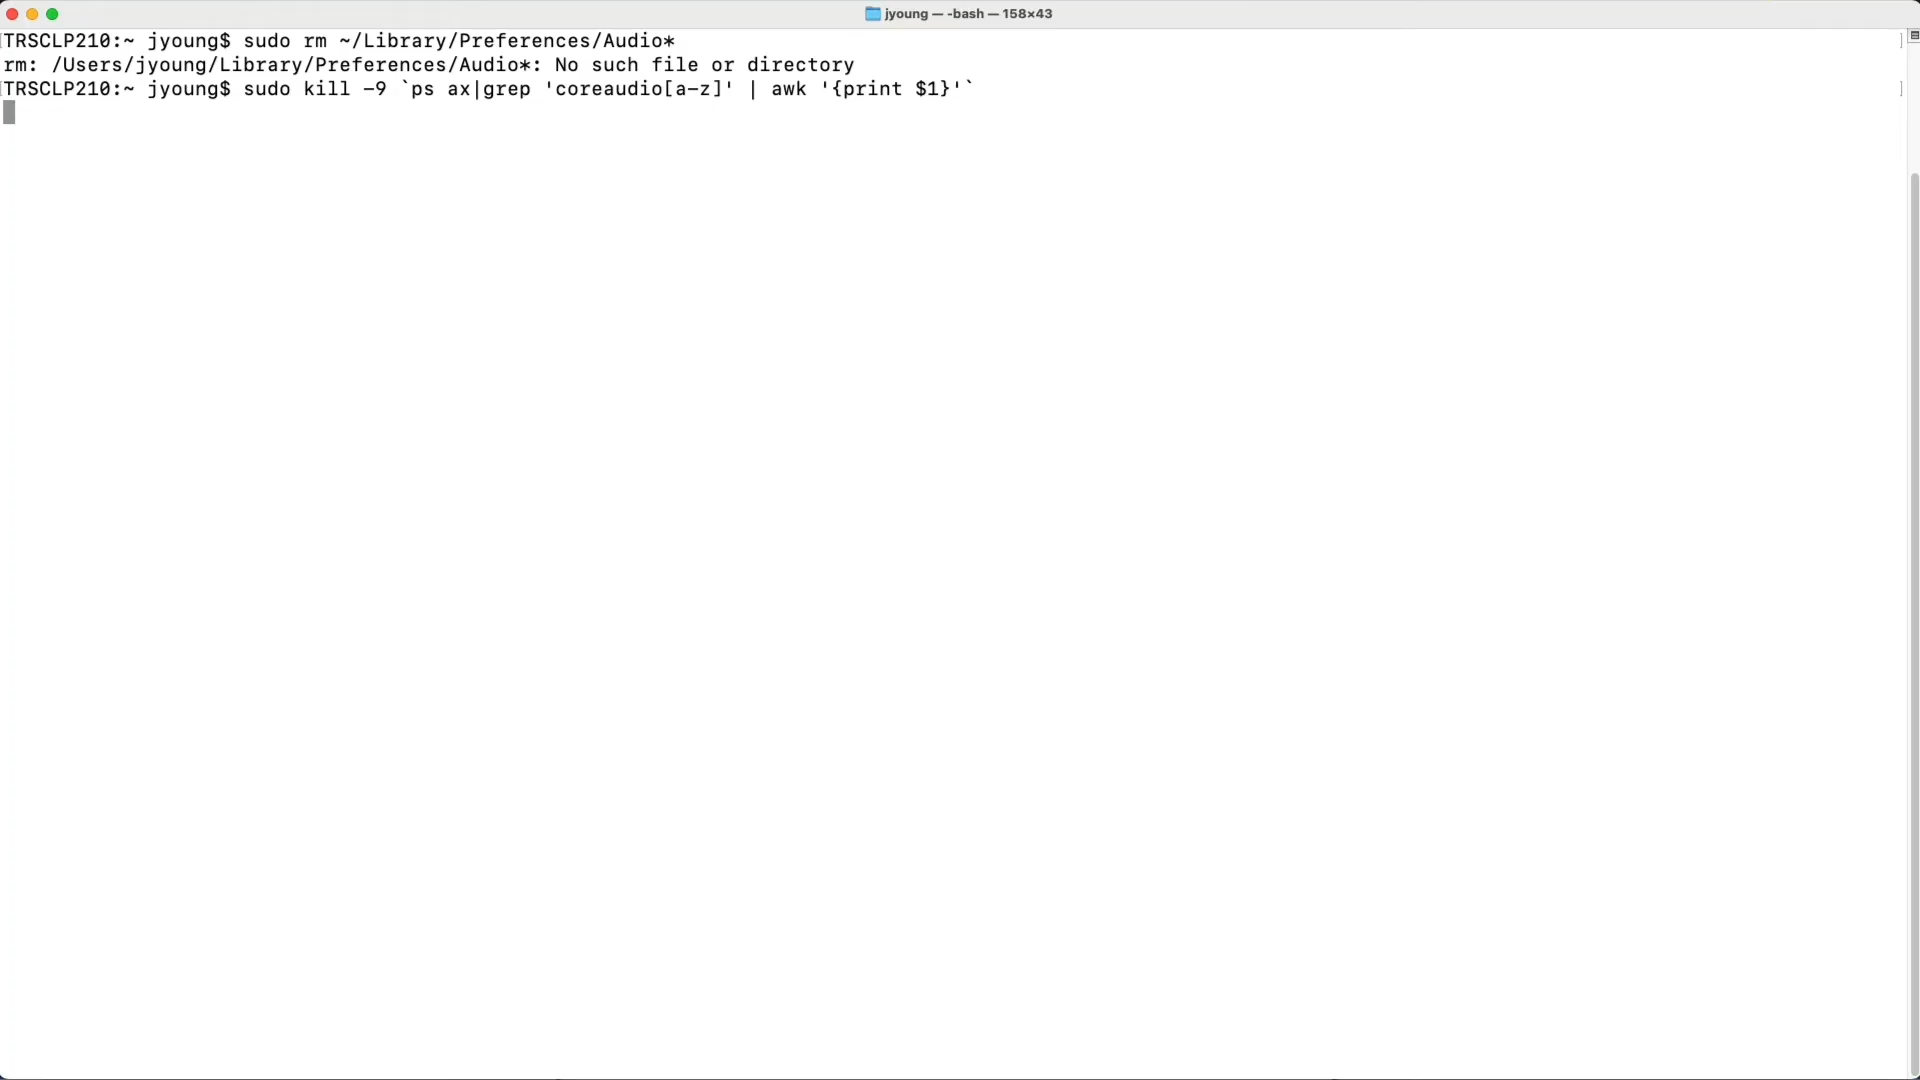 jyoung — -bash — 158×43
TRSCLP210:~ jyoung$ sudo rm ~/Library/Preferences/Audio*
rm: /Users/jyoung/Library/Preferences/Audio*: No such file or directory
TRSCLP210:~ jyoung$ sudo kill -9 `ps ax|grep 'coreaudio[a-z]' | awk '{print $1}'`